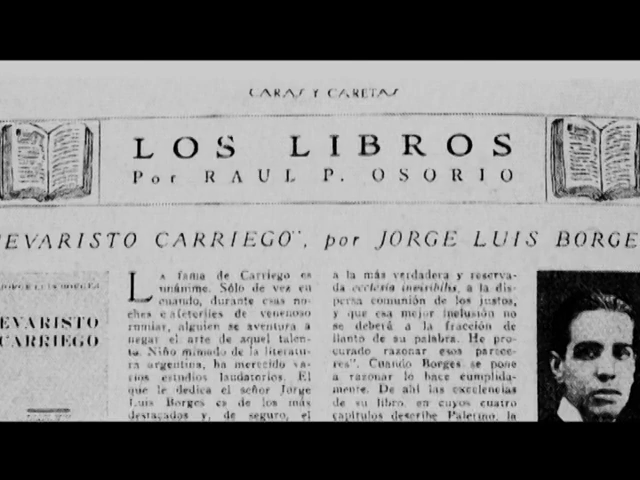 CARAS Y CARETAS
LOS LIBROS
Por RAUL P. OSORIO
"EVARISTO CARRIEGO", por JORGE LUIS BORGE
JORGE LUIS BORGES
EVARISTO
CARRIEGO
LA fama de Carriego es
unánime. Sólo de vez en
cuando, durante esas no-
ches cafeteriles de venenoso
rumiar, alguien se aventura a
negar el arte de aquel talen-
to. Niño mimado de la literatu-
ra argentina, ha merecido va-
rios estudios laudatorios. El
que le dedica el señor Jorge
Luis Borges es de los más
destacados y, de seguro, el
a la más verdadera y reserva-
da ecclesia invisibilis, a la dis-
persa comunión de los justos,
y que esa mejor inclusión no
se deberá a la fracción de
llanto de su palabra. He pro-
curado razonar esos parece-
res". Cuando Borges se pone
a razonar lo hace cumplida-
mente. De ahí las excelencias
de su libro, en cuyos cuatro
capítulos describe Palermo, la